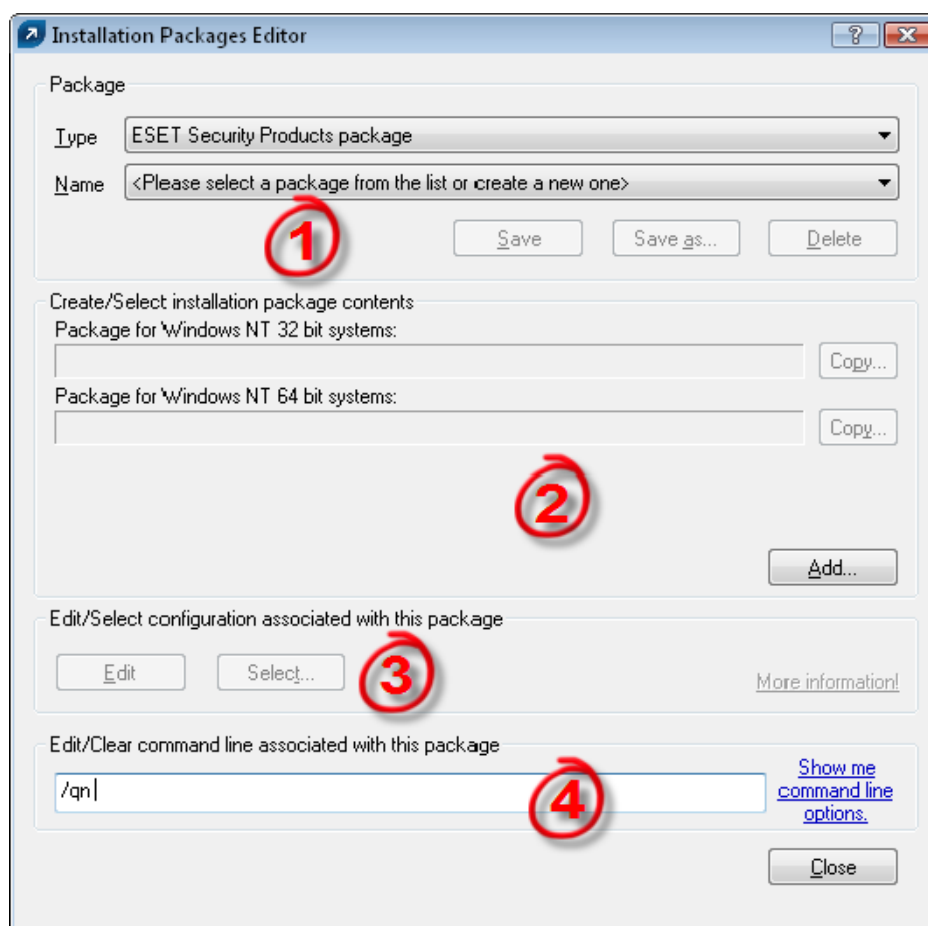 Installation Packages Editor
Package
Type ESET Security Products package
Name <Please select a package from the list or create a new one>
1
Save Save as... Delete
Create/Select installation package contents
Package for Windows NT 32 bit systems:
Copy...
Package for Windows NT 64 bit systems:
Copy...
2
Add...
Edit/Select configuration associated with this package
Edit Select... 3 More information!
Edit/Clear command line associated with this package
/qn 4
Show me
command line
options.
Close